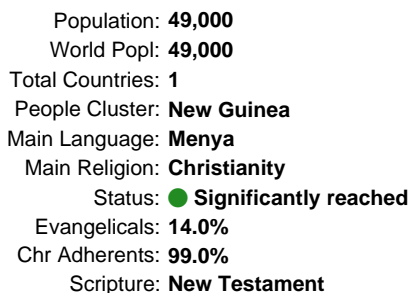 Population: 49,000
World Popl: 49,000
Total Countries: 1
People Cluster: New Guinea
Main Language: Menya
Main Religion: Christianity
Status: Significantly reached
Evangelicals: 14.0%
Chr Adherents: 99.0%
Scripture: New Testament